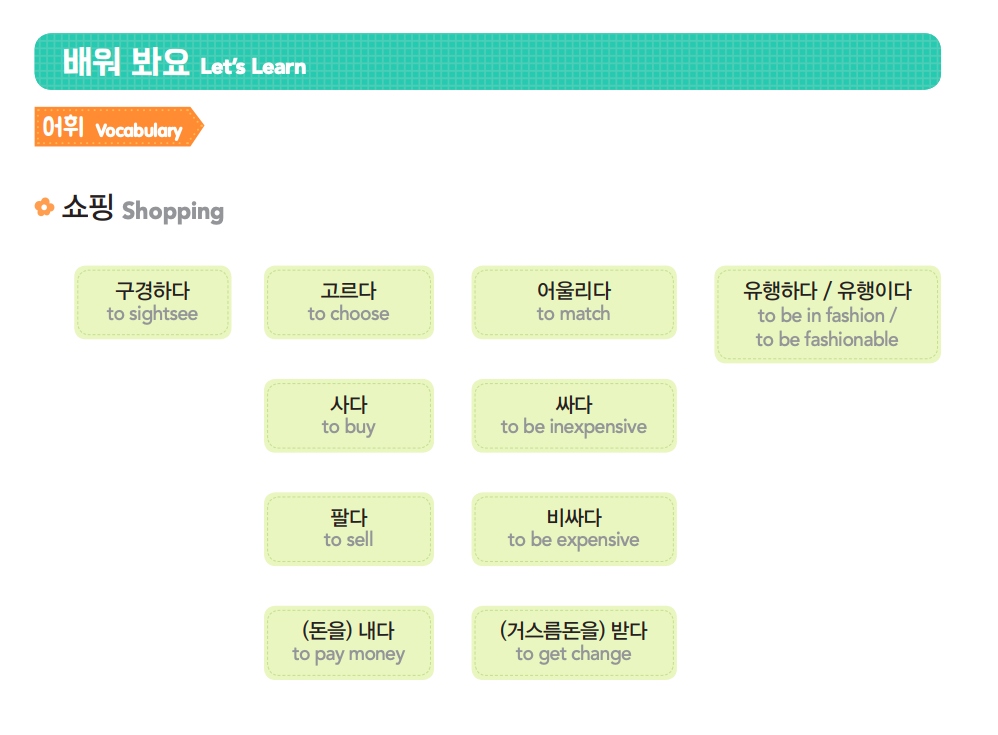 배워 봐요 Let's Learn
어휘 Vocabulary
쇼핑 Shopping
구경하다
to sightsee
고르다
to choose
어울리다
to match
유행하다 / 유행이다
to be in fashion /
to be fashionable
사다
to buy
싸다
to be inexpensive
팔다
to sell
비싸다
to be expensive
(돈을) 내다
to pay money
(거스름돈을) 받다
to get change